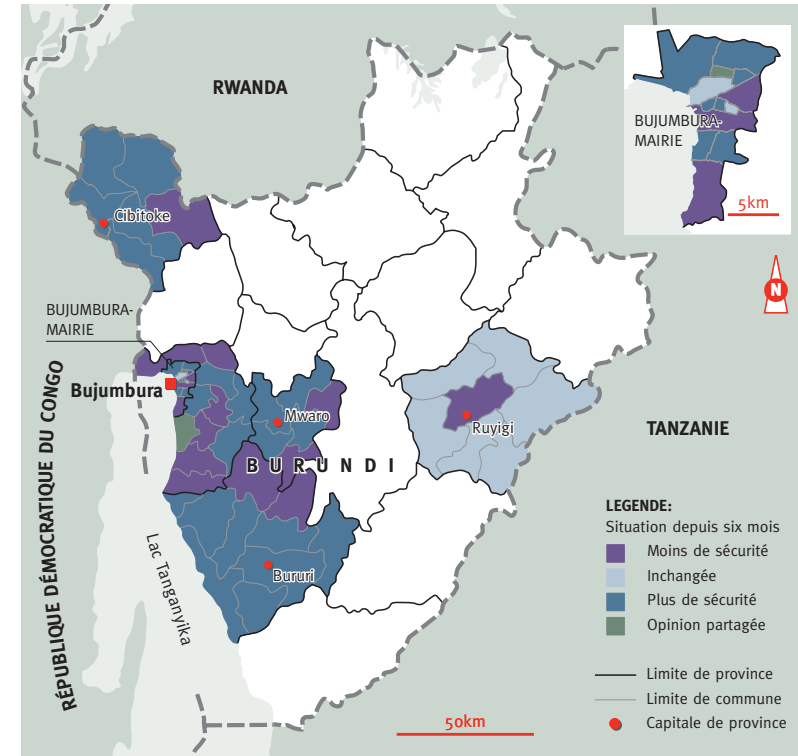 RWANDA
BUJUMBURA-
MAIRIE
5km
N
Cibitoke
BUJUMBURA-
MAIRIE
Bujumbura
Mwaro
Ruyigi
TANZANIE
BURUNDI
RÉPUBLIQUE DÉMOCRATIQUE DU CONGO
Lac Tanganyika
Bururi
50km
LEGENDE:
Situation depuis six mois
Moins de sécurité
Inchangée
Plus de sécurité
Opinion partagée
Limite de province
Limite de commune
Capitale de province